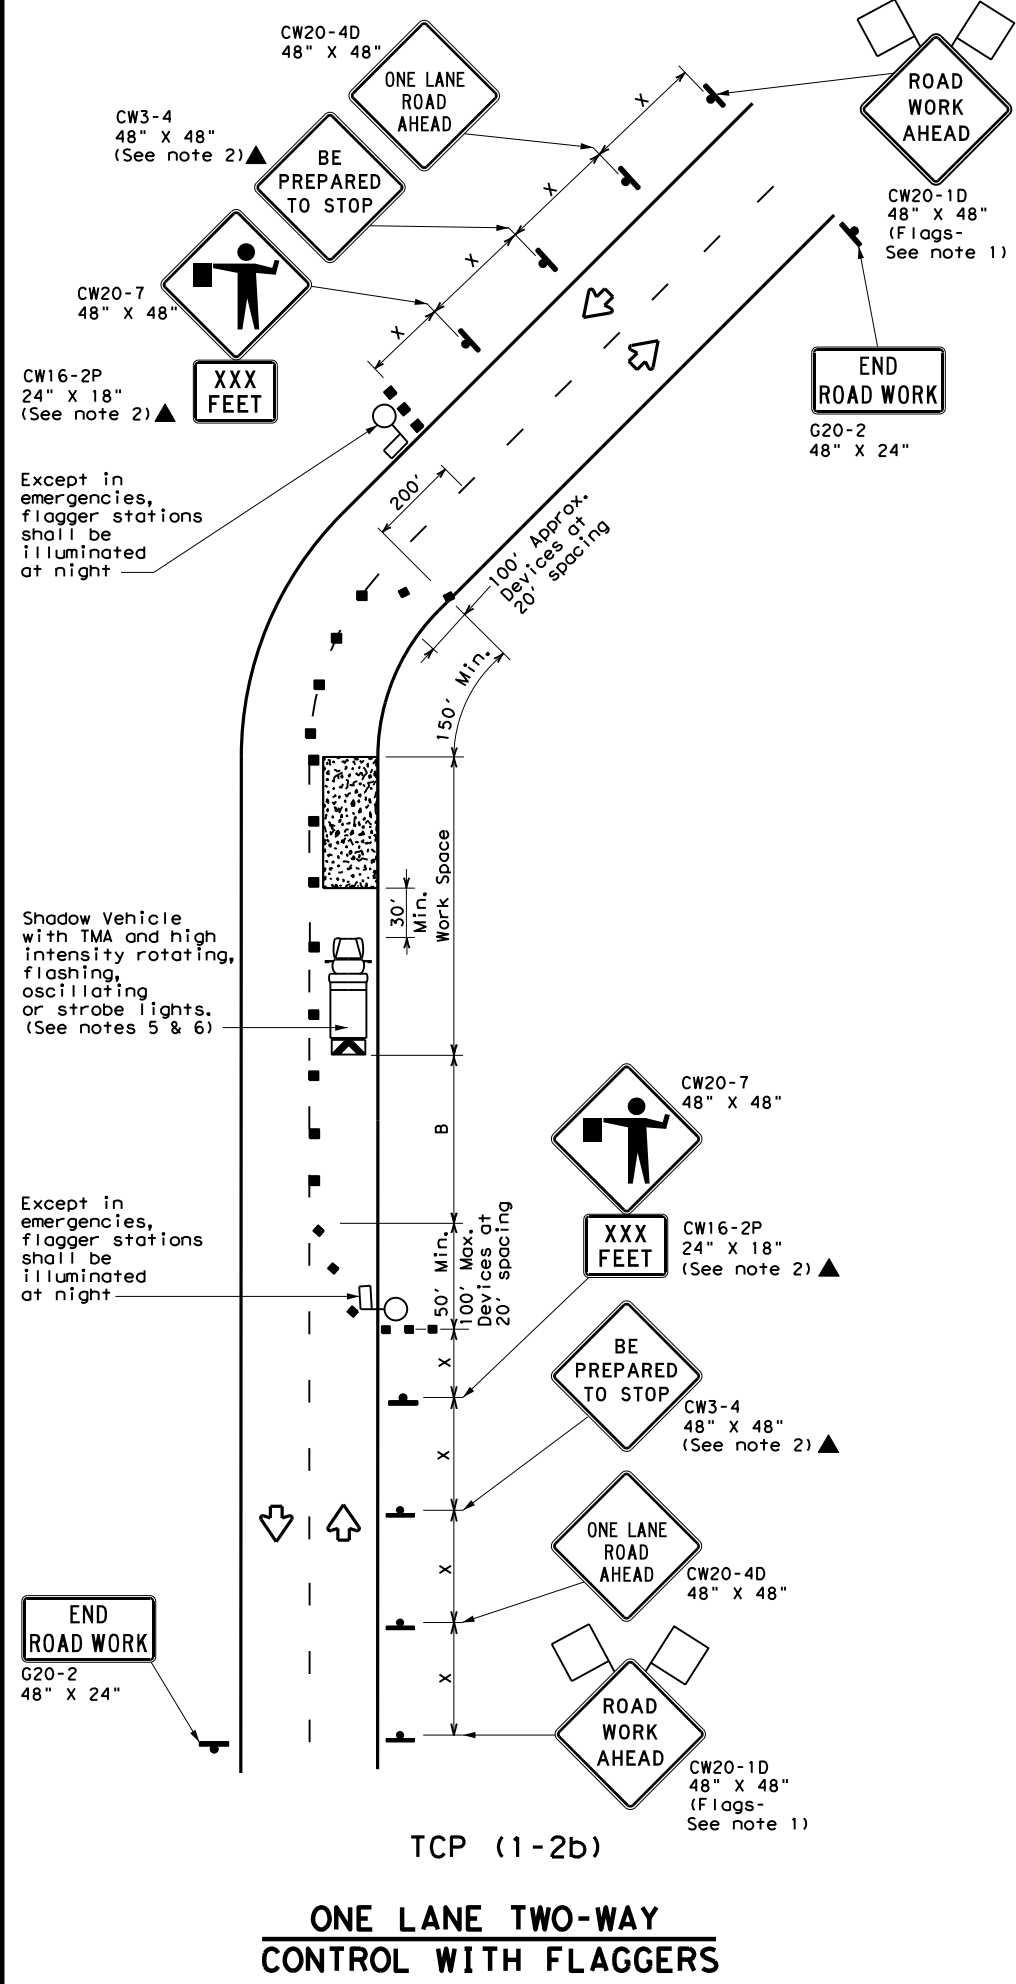 CW20-4D
48" X 48"
ONE LANE
ROAD
AHEAD
X
ROAD
WORK
AHEAD
CW20-1D
48" X 48"
(Flags-
See note 1)
CW3-4
48" X 48"
(See note 2)
BE
PREPARED
TO STOP
X
X
CW20-7
48" X 48"
X
CW16-2P
24" X 18"
(See note 2)
XXX
FEET
END
ROAD WORK
G20-2
48" X 24"
Except in
emergencies,
flagger stations
shall be
illuminated
at night
200'
100' Approx.
Devices at
20' spacing
150' Min.
Work Space
30'
Min.
Shadow Vehicle
with TMA and high
intensity rotating,
flashing,
oscillating
or strobe lights.
(See notes 5 & 6)
B
CW20-7
48" X 48"
Except in
emergencies,
flagger stations
shall be
illuminated
at night
50' Min.
100' Max.
Devices at
20' spacing
XXX
FEET
CW16-2P
24" X 18"
(See note 2)
X
BE
PREPARED
TO STOP
CW3-4
48" X 48"
(See note 2)
X
ONE LANE
ROAD
AHEAD
CW20-4D
48" X 48"
X
END
ROAD WORK
G20-2
48" X 24"
X
ROAD
WORK
AHEAD
CW20-1D
48" X 48"
(Flags-
See note 1)
TCP (1-2b)
ONE LANE TWO-WAY
CONTROL WITH FLAGGERS